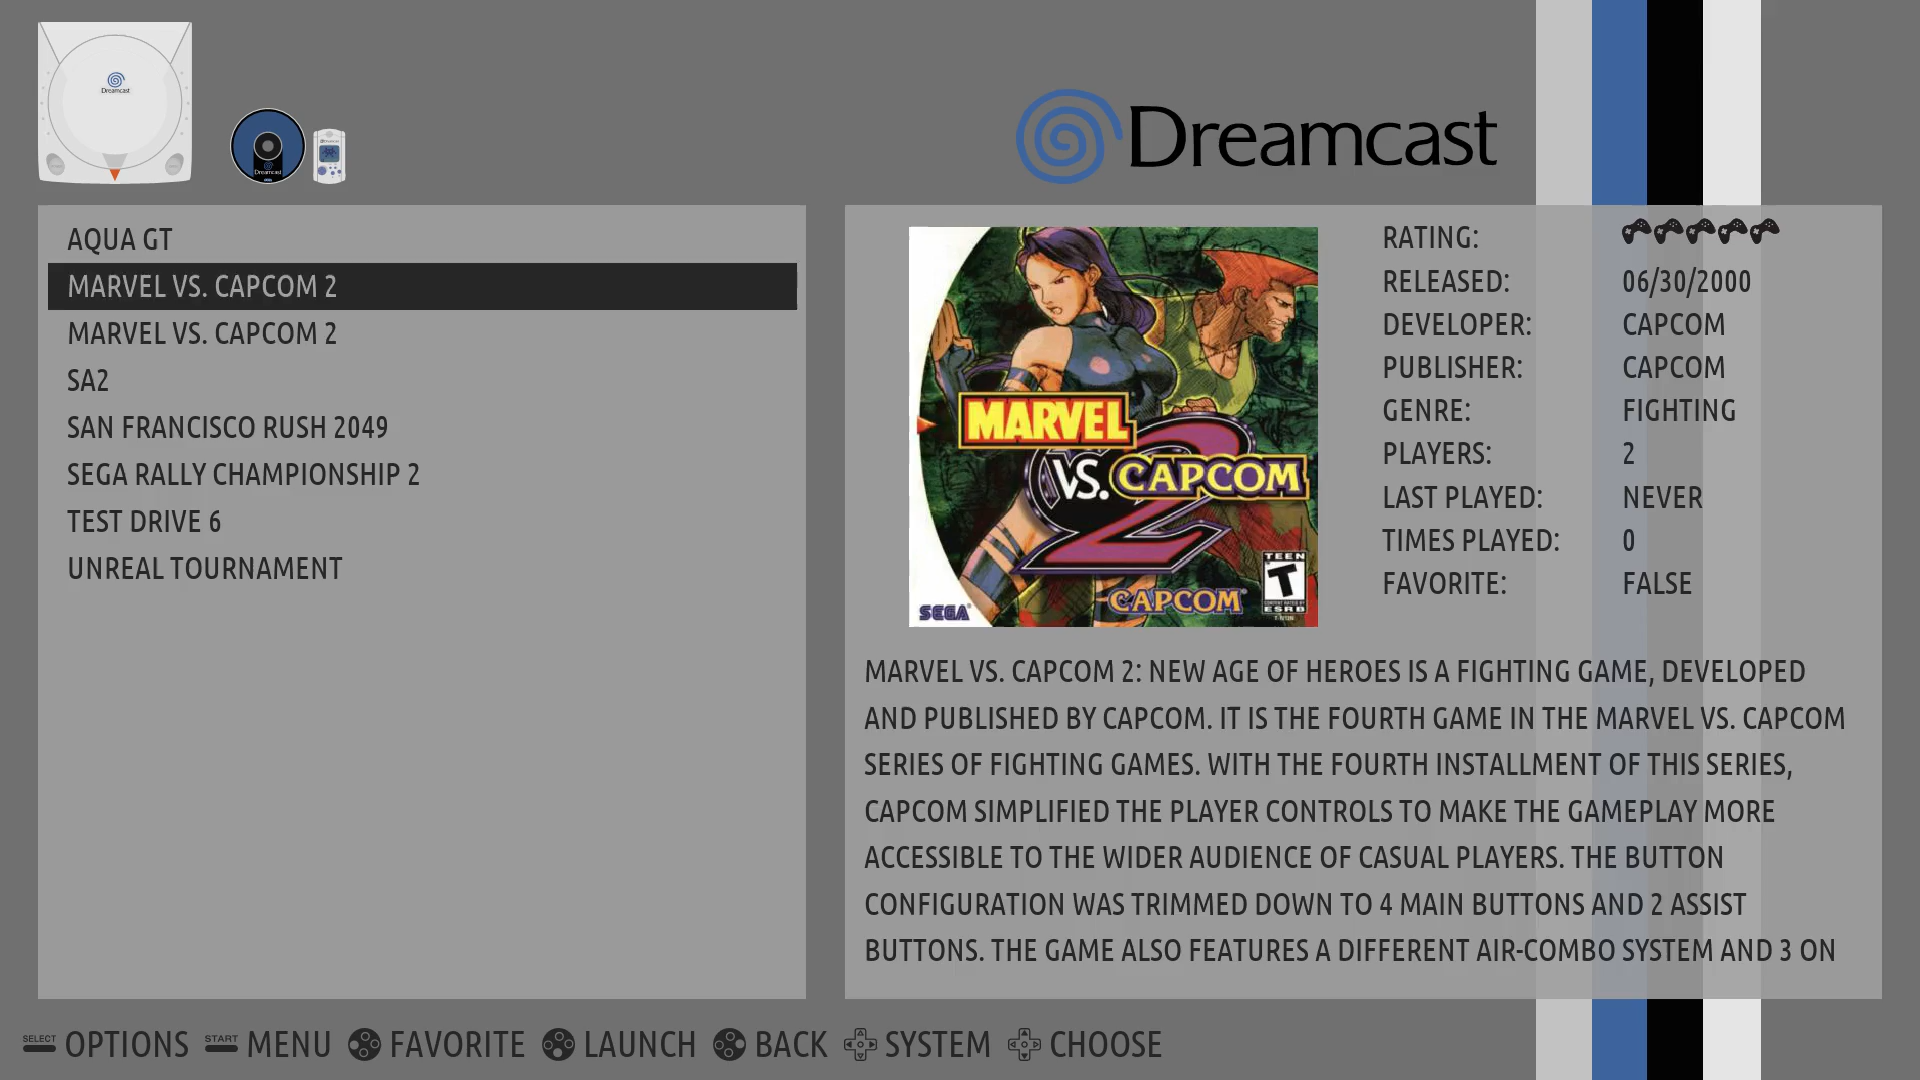 Dreamcast
Dreamcast
Dreamcast
AQUA GT
MARVEL VS. CAPCOM 2
MARVEL VS. CAPCOM 2
SA2
SAN FRANCISCO RUSH 2049
SEGA RALLY CHAMPIONSHIP 2
TEST DRIVE 6
UNREAL TOURNAMENT
MARVEL
VS. CAPCOM
2
CAPCOM
SEGA
TEEN
T
ESRB
RATING:
RELEASED: 06/30/2000
DEVELOPER: CAPCOM
PUBLISHER: CAPCOM
GENRE: FIGHTING
PLAYERS: 2
LAST PLAYED: NEVER
TIMES PLAYED: 0
FAVORITE: FALSE
MARVEL VS. CAPCOM 2: NEW AGE OF HEROES IS A FIGHTING GAME, DEVELOPED
AND PUBLISHED BY CAPCOM. IT IS THE FOURTH GAME IN THE MARVEL VS. CAPCOM
SERIES OF FIGHTING GAMES. WITH THE FOURTH INSTALLMENT OF THIS SERIES,
CAPCOM SIMPLIFIED THE PLAYER CONTROLS TO MAKE THE GAMEPLAY MORE
ACCESSIBLE TO THE WIDER AUDIENCE OF CASUAL PLAYERS. THE BUTTON
CONFIGURATION WAS TRIMMED DOWN TO 4 MAIN BUTTONS AND 2 ASSIST
BUTTONS. THE GAME ALSO FEATURES A DIFFERENT AIR-COMBO SYSTEM AND 3 ON
SELECT OPTIONS START MENU FAVORITE LAUNCH BACK SYSTEM CHOOSE